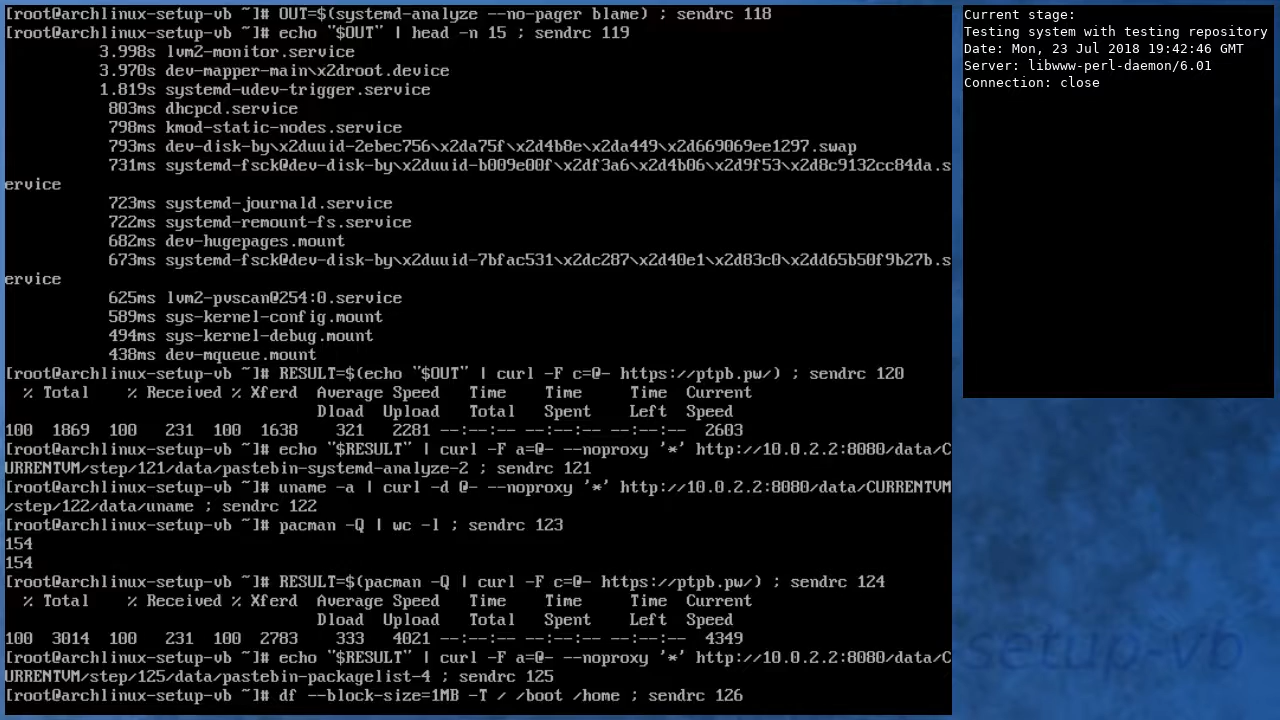 [root@archlinux-setup-vb ~]# OUT=$(systemd-analyze --no-pager blame) ; sendrc 118
[root@archlinux-setup-vb ~]# echo "$OUT" | head -n 15 ; sendrc 119
3.998s lvm2-monitor.service
3.970s dev-mapper-main\x2droot.device
1.819s systemd-udev-trigger.service
803ms dhcpcd.service
798ms kmod-static-nodes.service
793ms dev-disk-by\x2duuid-2ebec756\x2da75f\x2d4b8e\x2da449\x2d669069ee1297.swap
731ms systemd-fsck@dev-disk-by\x2duuid-b009e00f\x2df3a6\x2d4b06\x2d9f53\x2d8c9132cc84da.s
ervice
723ms systemd-journald.service
722ms systemd-remount-fs.service
682ms dev-hugepages.mount
673ms systemd-fsck@dev-disk-by\x2duuid-7bfac531\x2dc287\x2d40e1\x2d83c0\x2dd65b50f9b27b.s
ervice
625ms lvm2-pvscan@254:0.service
589ms sys-kernel-config.mount
494ms sys-kernel-debug.mount
438ms dev-mqueue.mount
[root@archlinux-setup-vb ~]# RESULT=$(echo "$OUT" | curl -F c=@- https://ptpb.pw/) ; sendrc 120
% Total % Received % Xferd Average Speed Time Time Time Current
Dload Upload Total Spent Left Speed
100 1869 100 231 100 1638 321 2281 --:--:-- --:--:-- --:--:-- 2603
[root@archlinux-setup-vb ~]# echo "$RESULT" | curl -F a=@- --noproxy '*' http://10.0.2.2:8080/data/C
URRENTVM/step/121/data/pastebin-systemd-analyze-2 ; sendrc 121
[root@archlinux-setup-vb ~]# uname -a | curl -d @- --noproxy '*' http://10.0.2.2:8080/data/CURRENTVM
/step/122/data/uname ; sendrc 122
[root@archlinux-setup-vb ~]# pacman -Q | wc -l ; sendrc 123
154
154
[root@archlinux-setup-vb ~]# RESULT=$(pacman -Q | curl -F c=@- https://ptpb.pw/) ; sendrc 124
% Total % Received % Xferd Average Speed Time Time Time Current
Dload Upload Total Spent Left Speed
100 3014 100 231 100 2783 333 4021 --:--:-- --:--:-- --:--:-- 4349
[root@archlinux-setup-vb ~]# echo "$RESULT" | curl -F a=@- --noproxy '*' http://10.0.2.2:8080/data/C
URRENTVM/step/125/data/pastebin-packagelist-4 ; sendrc 125
[root@archlinux-setup-vb ~]# df --block-size=1MB -T / /boot /home ; sendrc 126
Current stage:
Testing system with testing repository
Date: Mon, 23 Jul 2018 19:42:46 GMT
Server: libwww-perl-daemon/6.01
Connection: close
setup-vb